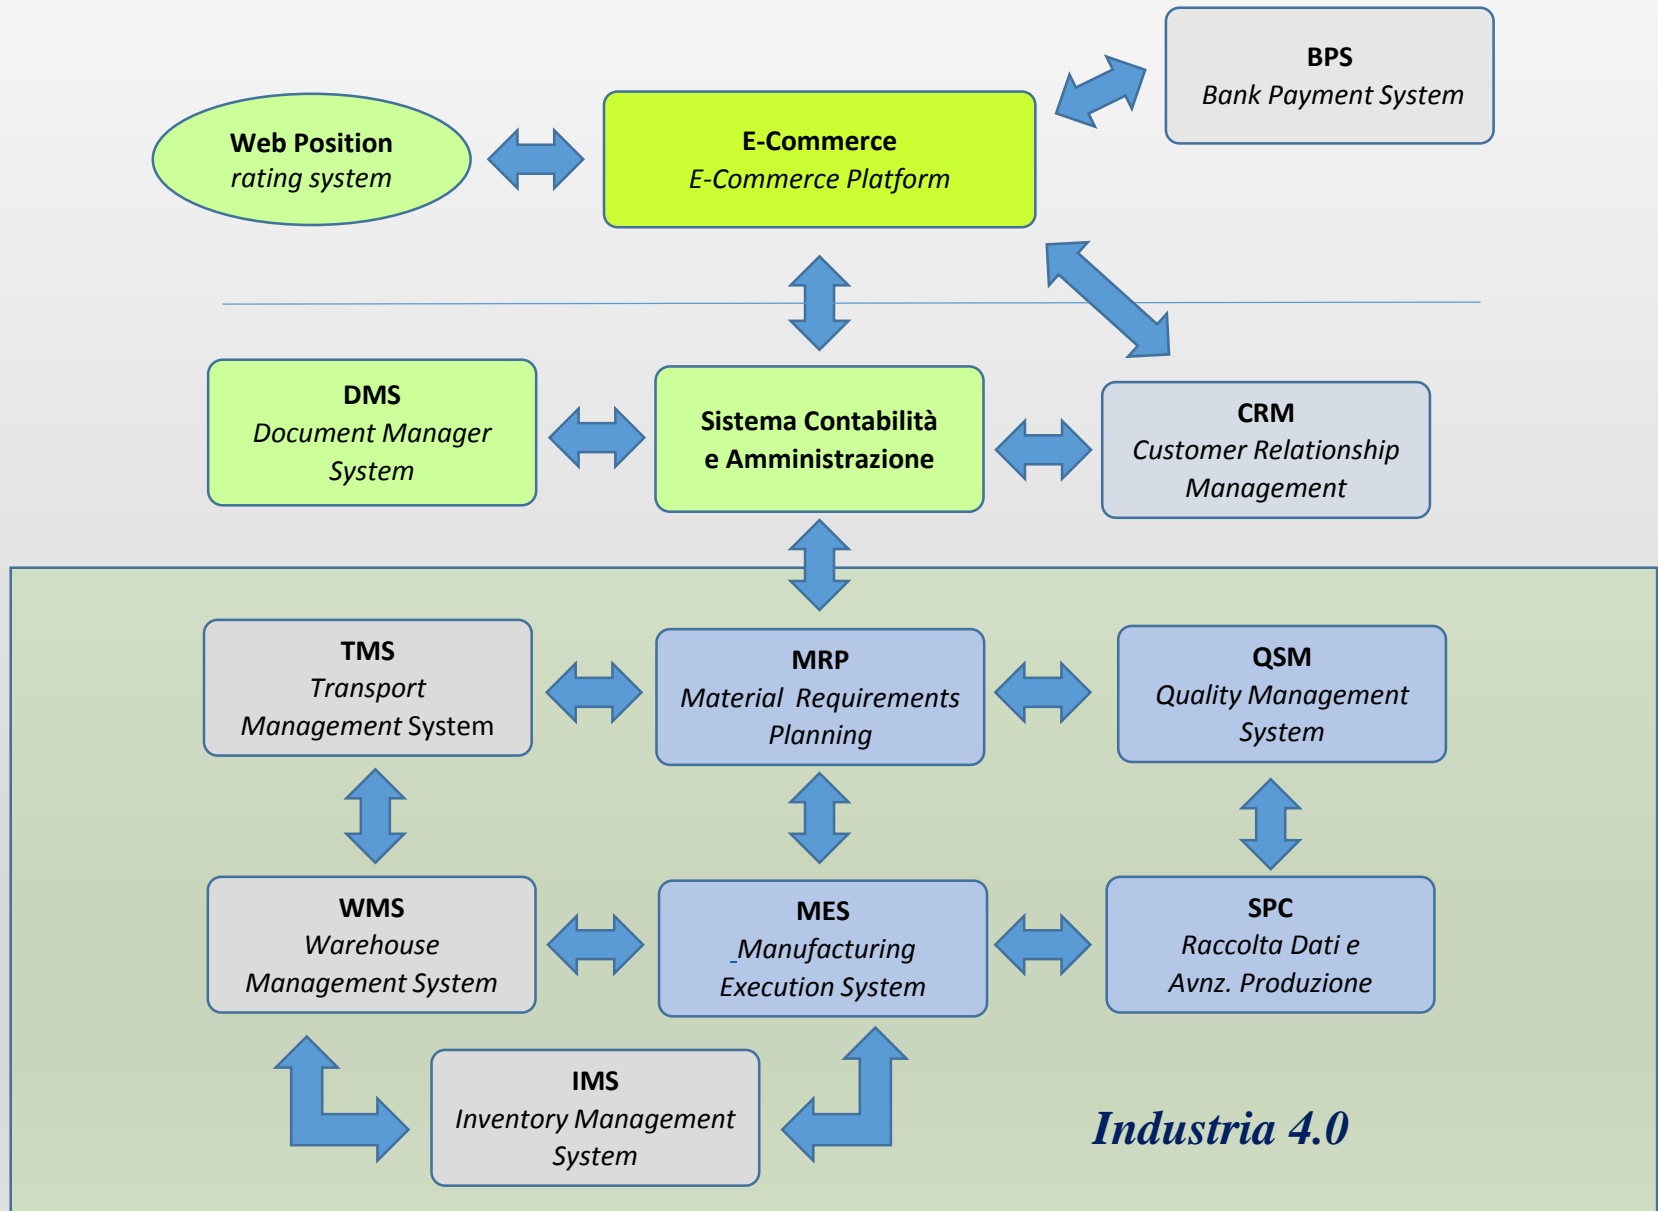 BPS
Bank Payment System
Web Position
rating system
E-Commerce
E-Commerce Platform
DMS
Document Manager
System
Sistema Contabilità
e Amministrazione
CRM
Customer Relationship
Management
TMS
Transport
Management System
MRP
Material Requirements
Planning
QSM
Quality Management
System
WMS
Warehouse
Management System
MES
_Manufacturing
Execution System
SPC
Raccolta Dati e
Avnz. Produzione
IMS
Inventory Management
System
Industria 4.0